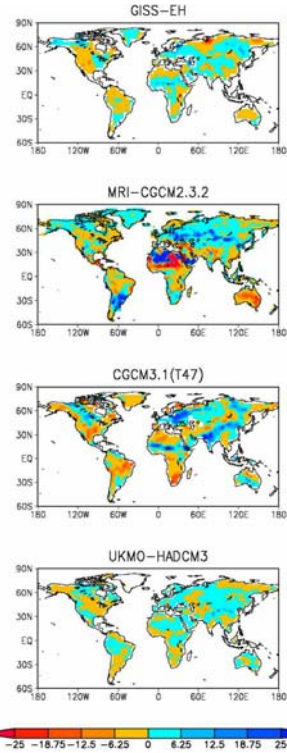 GISS-EH
90N
60N
30N
EQ
30S
60S
180 120W 60W 0 60E 120E 180
MRI-CGCM2.3.2
90N
60N
30N
EQ
30S
60S
180 120W 60W 0 60E 120E 180
CGCM3.1(T47)
90N
60N
30N
EQ
30S
60S
180 120W 60W 0 60E 120E 180
UKMO-HADCM3
90N
60N
30N
EQ
30S
60S
180 120W 60W 0 60E 120E 180
-25 -18.75 -12.5 -6.25 0 6.25 12.5 18.75 25